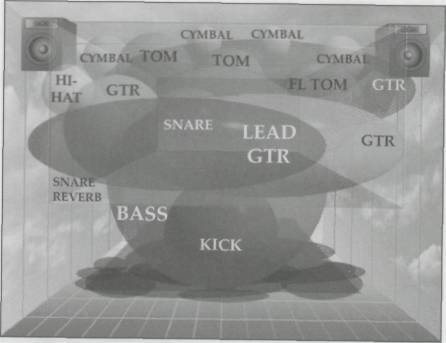 CYMBAL CYMBAL
CYMBAL TOM TOM CYMBAL
HI-
HAT
GTR FL TOM GTR
SNARE
LEAD
GTR
GTR
SNARE
REVERB
BASS
KICK